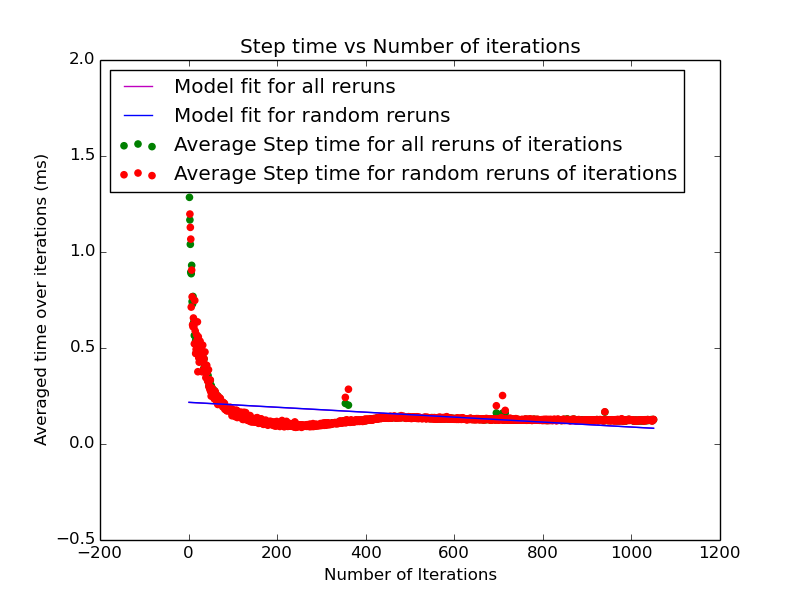 Step time vs Number of iterations
2.0
1.5
1.0
0.5
0.0
−0.5
Averaged time over iterations (ms)
Model fit for all reruns
Model fit for random reruns
Average Step time for all reruns of iterations
Average Step time for random reruns of iterations
−200 0 200 400 600 800 1000 1200
Number of Iterations